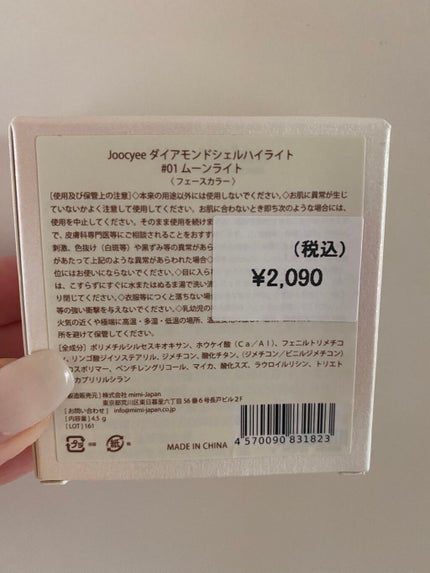 Joocyee ダイアモンドシェルハイライト
#01 ムーンライト
〈フェースカラー〉
[使用及び保管上の注意] ◇本来の用途以外には使用しないでください。◇お肌に異常が生じ
ていないかよく注意して使用してください。お肌に合わないとき即ち次のような場合には、
使用を中止してください。そのまま使用を続けま
で、皮膚科専門医等にご相談されることをおすす
刺激、色抜け（白斑等）や黒ずみ等の異常があら
があたって上記のような異常があらわれた場合◇
位にはお使いにならないでください。◇目に入ら
は、こすらずにすぐに水またはぬるま湯で洗い流
り閉じてください。◇衣服等につくと落ちない場
等の強い衝撃を与えないでください。◇乳幼児の
火気の近くや極端に高温・多湿・低温の場所、
所を避けて保管してください。
(税込)
¥2,090
[全成分] ポリメチルシルセスキオキサン、ホウケイ酸（Ca／Al）、フェニルトリメチコ
リンゴ酸ジイソステアリル、ジメチコン、酸化チタン、（ジメチコン／ビニルジメチコン）
コスポリマー、ペンチレングリコール、マイカ、酸化スズ、ラウロイルリシン、トリエト
カプリリルシラン
造販売元］株式会社 mimi-Japan
東京都荒川区東日暮里六丁目56番6号長戸ビル2F
[お問い合わせ] info@mimi-japan.co.jp
[内容量] 4.5 g
[LOT] 161
MADE IN CHINA
4 570090 831823